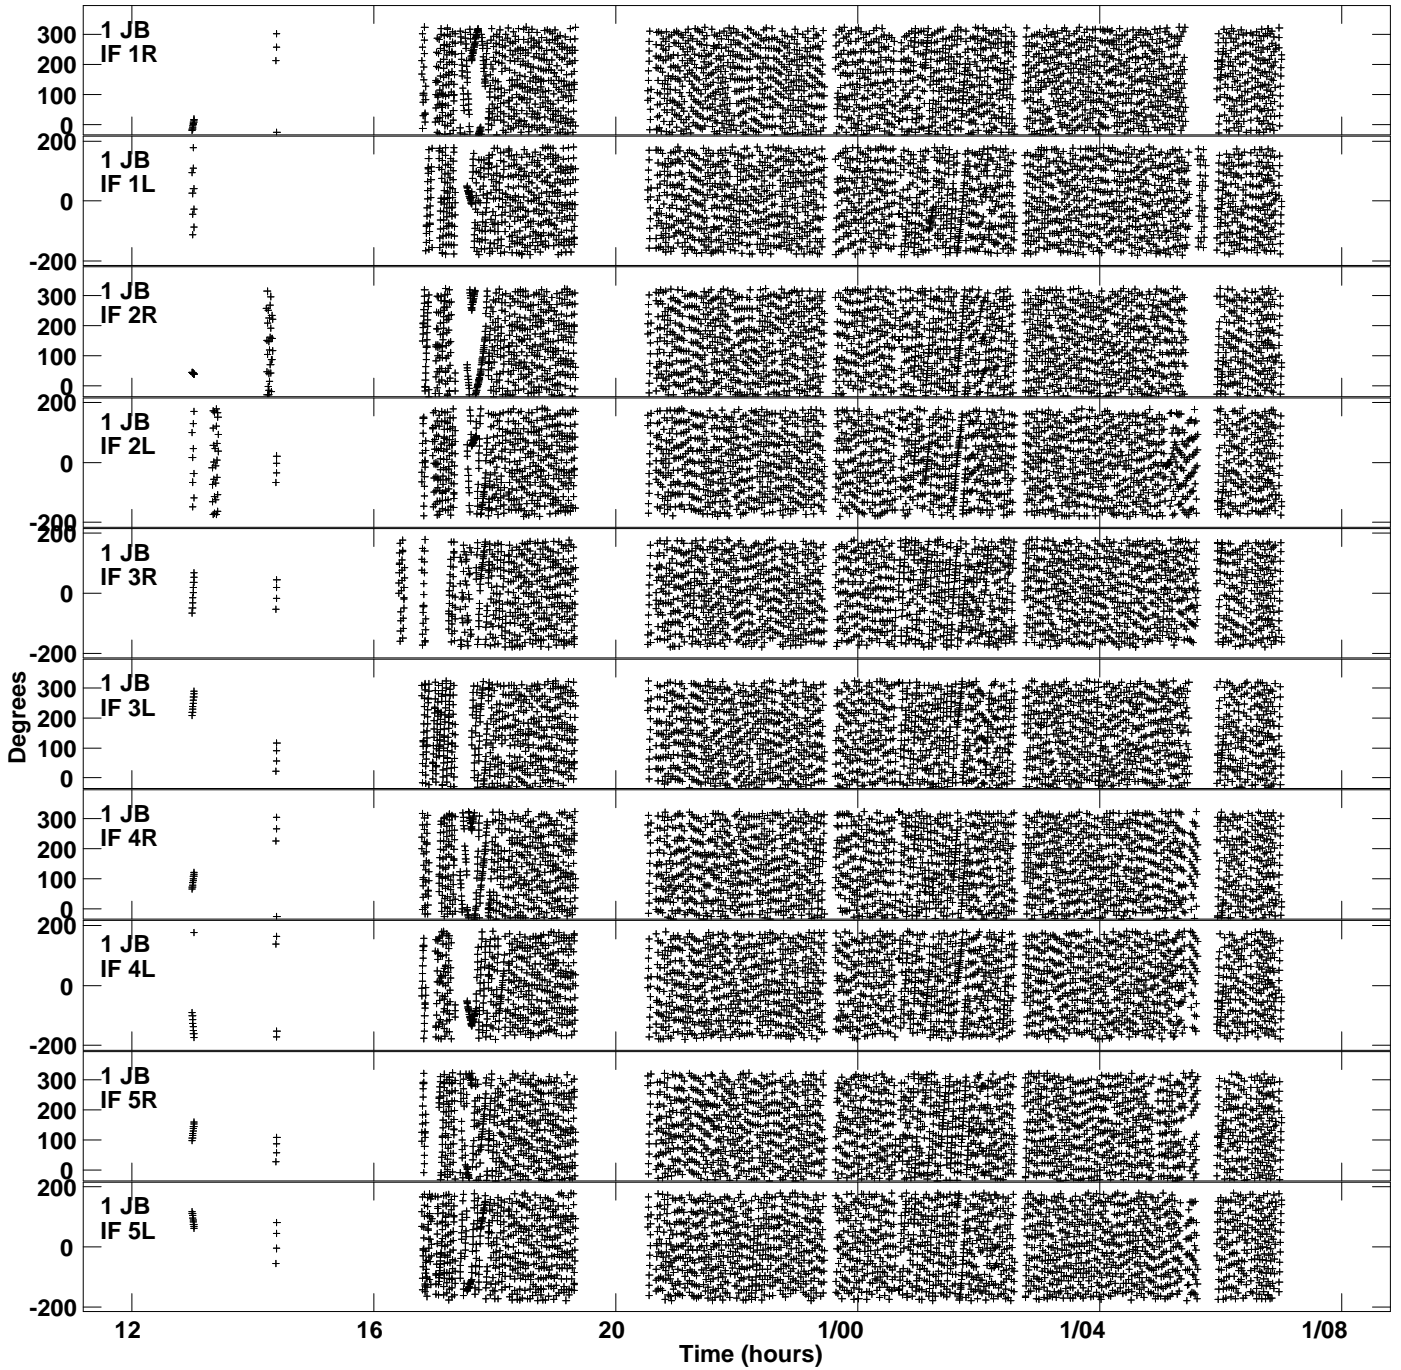 1 JB
IF 1R
300
200
100
0
1 JB
IF 1L
200
0
-200
1 JB
IF 2R
300
200
100
0
1 JB
IF 2L
200
0
-200
1 JB
IF 3R
200
0
-200
1 JB
IF 3L
300
200
100
0
1 JB
IF 4R
300
200
100
0
1 JB
IF 4L
200
0
-200
1 JB
IF 5R
300
200
100
0
1 JB
IF 5L
200
0
-200
Degrees
12 16 20 1/00 1/04 1/08
Time (hours)